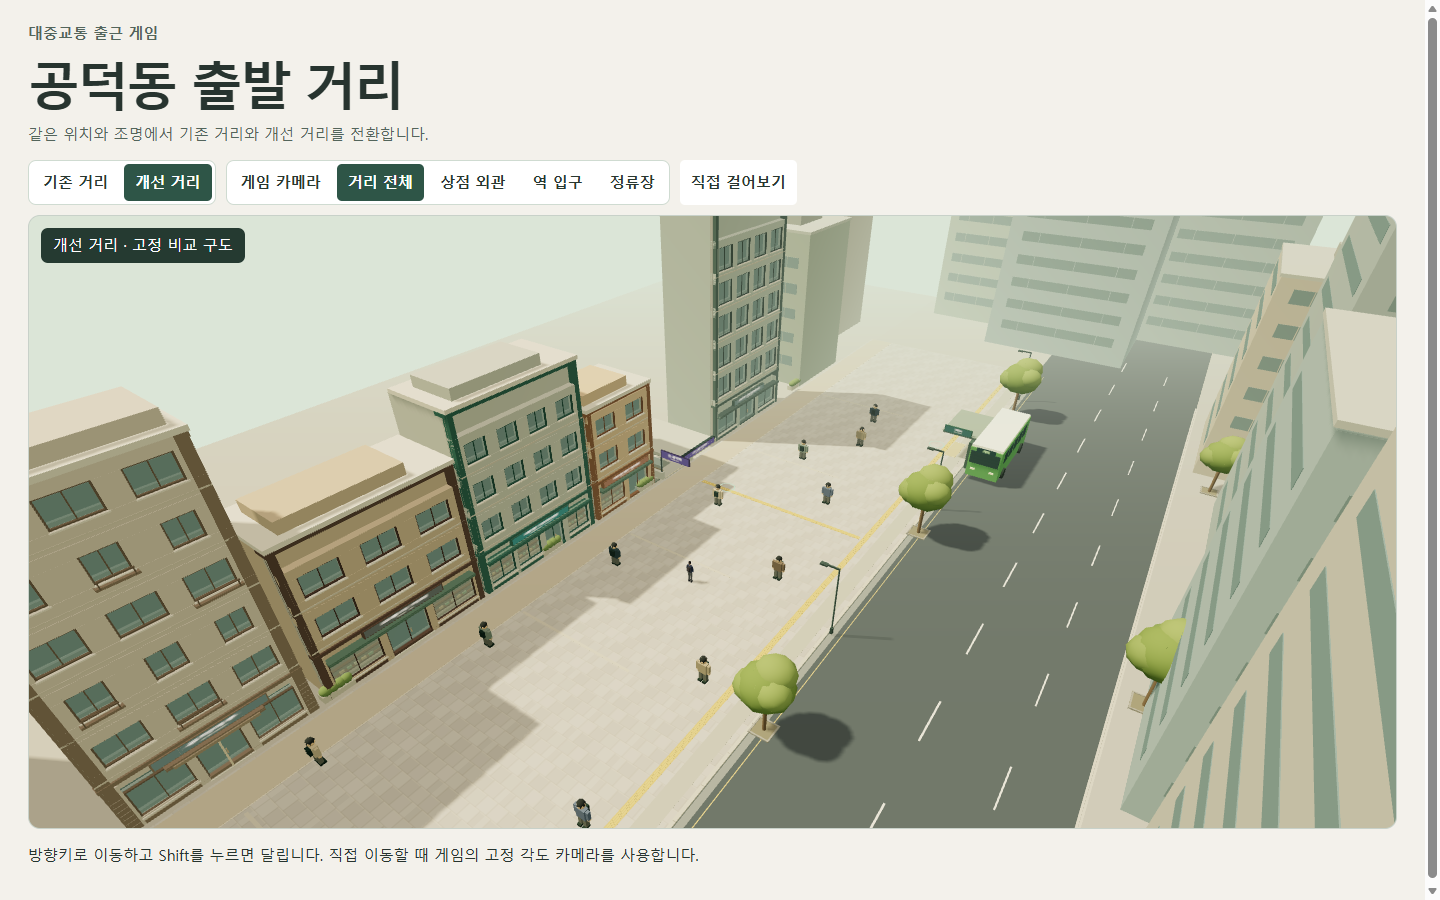 대중교통 출근 게임
공덕동 출발 거리
같은 위치와 조명에서 기존 거리와 개선 거리를 전환합니다.
기존 거리 개선 거리 게임 카메라 거리 전체 상점 외관 역 입구 정류장 직접 걸어보기
개선 거리 · 고정 비교 구도
방향키로 이동하고 Shift를 누르면 달립니다. 직접 이동할 때 게임의 고정 각도 카메라를 사용합니다.